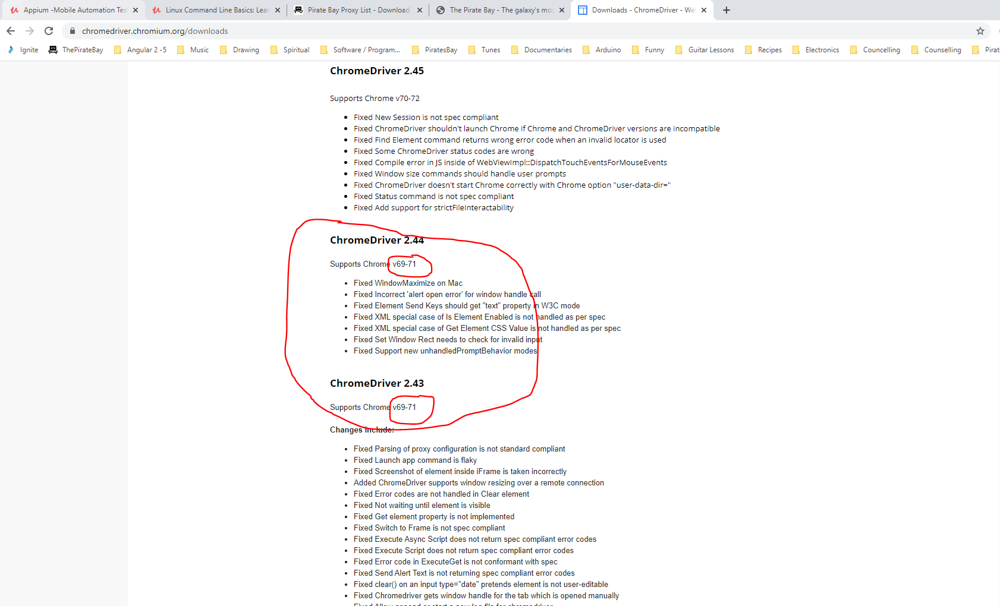 Appium -Mobile Automation Tes
Linux Command Line Basics: Lear
Pirate Bay Proxy List - Download
The Pirate Bay - The galaxy's mos
Downloads - ChromeDriver - We
chromedriver.chromium.org/downloads
Ignite ThePirateBay Angular 2 -5 Music Drawing Spiritual Software / Program... PiratesBay Tunes Documentaries Arduino Funny Guitar Lessons Recipes Electronics Councelling Counselling Pirat
ChromeDriver 2.45
Supports Chrome v70-72
Fixed New Session is not spec compliant
Fixed ChromeDriver shouldn't launch Chrome if Chrome and ChromeDriver versions are incompatible
Fixed Find Element command returns wrong error code when an invalid locator is used
Fixed Some ChromeDriver status codes are wrong
Fixed Compile error in JS inside of WebViewImpl::DispatchTouchEventsForMouseEvents
Fixed Window size commands should handle user prompts
Fixed ChromeDriver doesn't start Chrome correctly with Chrome option "user-data-dir="
Fixed Status command is not spec compliant
Fixed Add support for strictFileInteractability
ChromeDriver 2.44
Supports Chrome v69-71
Fixed WindowMaximize on Mac
Fixed Incorrect 'alert open error' for window handle call
Fixed Element Send Keys should get "text" property in W3C mode
Fixed XML special case of Is Element Enabled is not handled as per spec
Fixed XML special case of Get Element CSS Value is not handled as per spec
Fixed Set Window Rect needs to check for invalid input
Fixed Support new unhandledPromptBehavior modes
ChromeDriver 2.43
Supports Chrome v69-71
Changes include:
Fixed Parsing of proxy configuration is not standard compliant
Fixed Launch app command is flaky
Fixed Screenshot of element inside iFrame is taken incorrectly
Added ChromeDriver supports window resizing over a remote connection
Fixed Error codes are not handled in Clear element
Fixed Not waiting until element is visible
Fixed Get element property is not implemented
Fixed Switch to Frame is not spec compliant
Fixed Execute Async Script does not return spec compliant error codes
Fixed Execute Script does not return spec compliant error codes
Fixed Error code in ExecuteGet is not conformant with spec
Fixed Send Alert Text is not returning spec compliant error codes
Fixed clear() on an input type="date" pretends element is not user-editable
Fixed Chromedriver gets window handle for the tab which is opened manually
Fixed Allow append or start a new log file for chromedriver